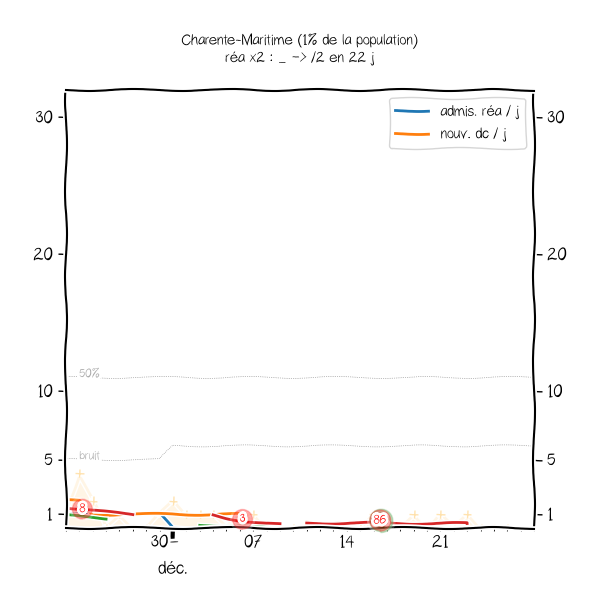 Charente-Maritime (1% de la population)
réa x2 : _ -> /2 en 22 j
admis. réa / j
nouv. dc / j
30 30
20 20
50%
10 10
bruit
5 5
8
3
86
1 1
30 07 14 21
déc.